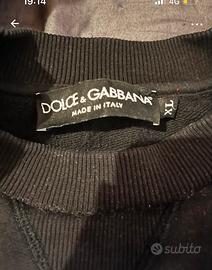 19:14
4G
DOLCE & GABBANA
MADE IN ITALY
XL
subito